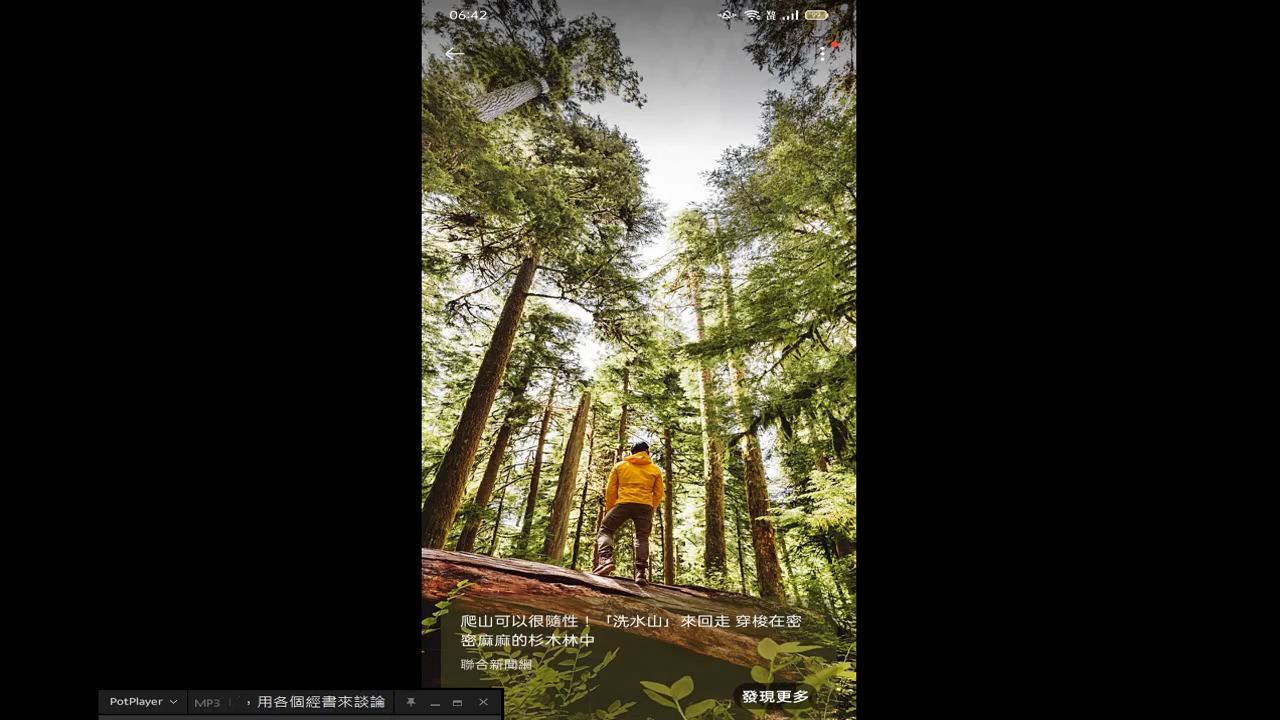 06:42
爬山可以很隨性！「洗水山」來回走 穿梭在密
密麻麻的杉木林中
聯合新聞網
發現更多
PotPlayer MP3 ，用各個經書來談論